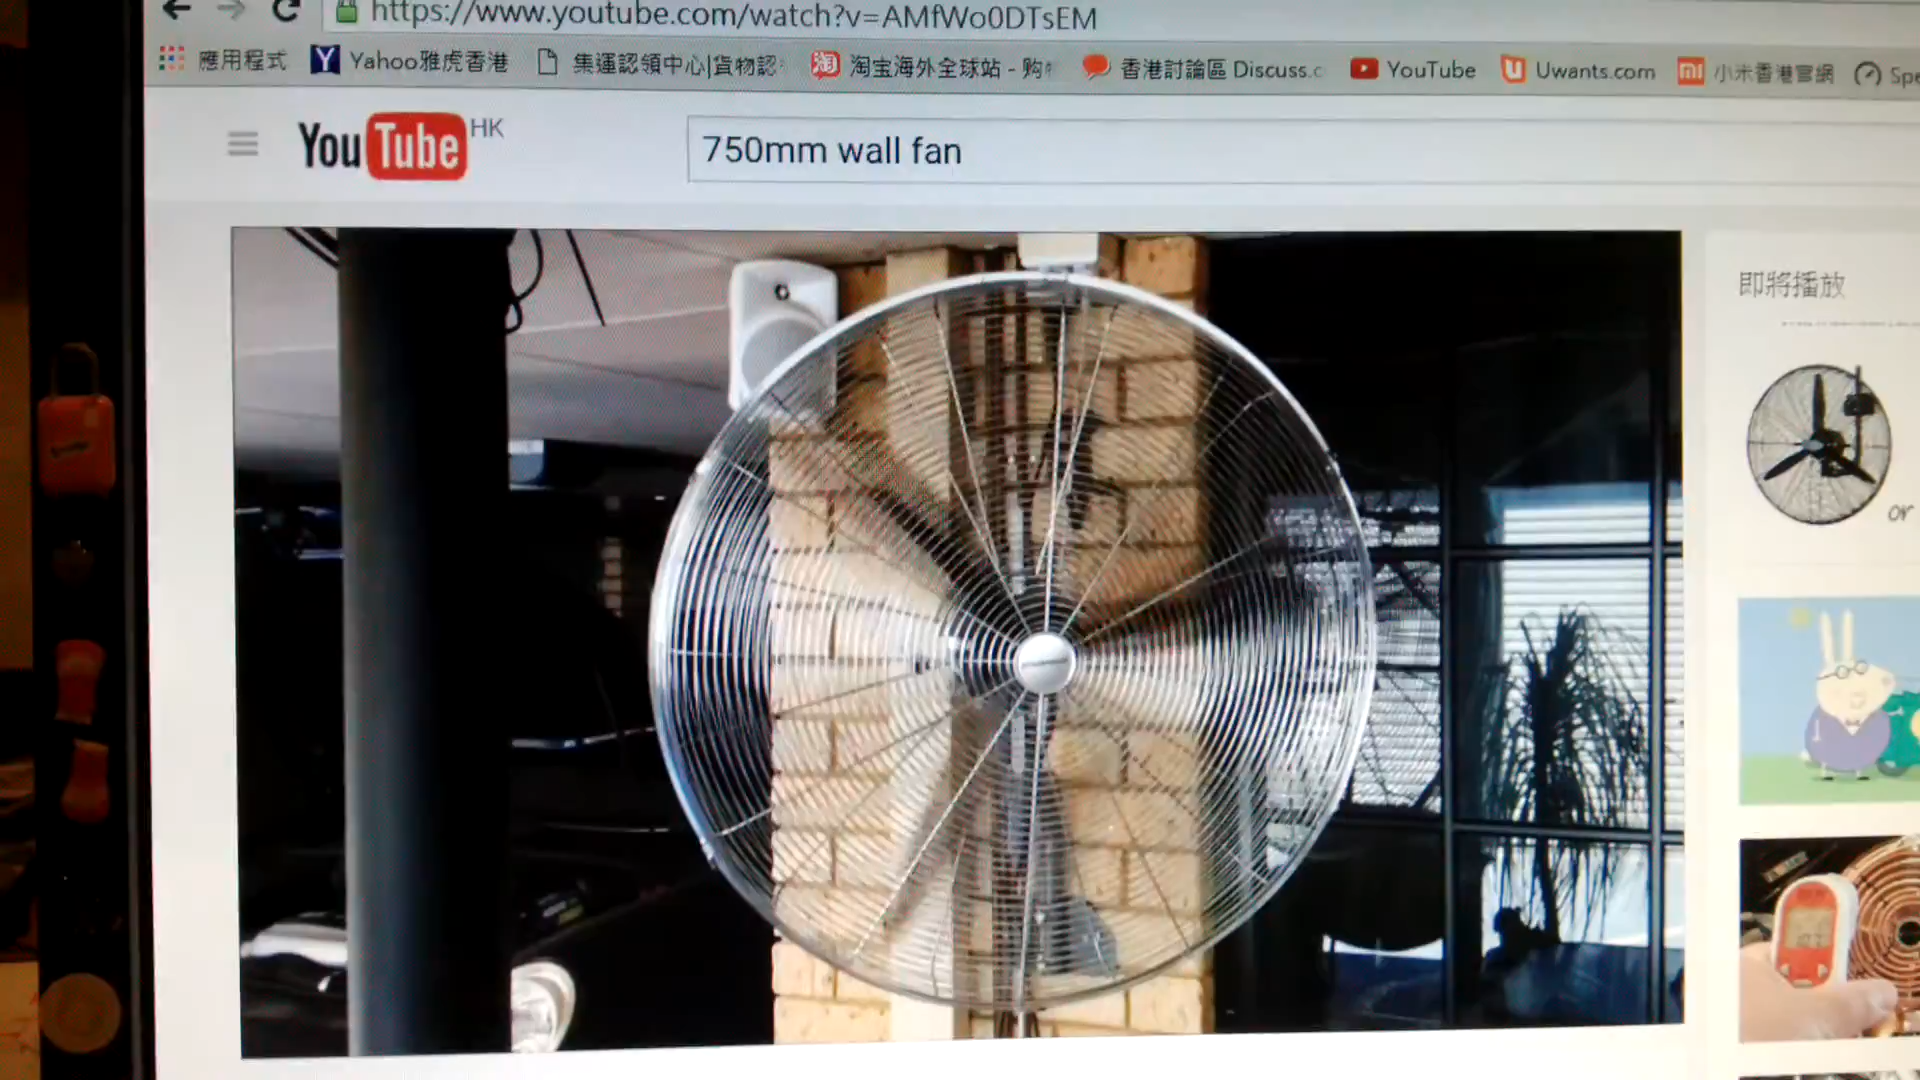 https://www.youtube.com/watch?v=AMfWo0DTsEM
應用程式 Yahoo雅虎香港 集運認領中心|貨物認 淘 淘宝海外全球站 - 购 香港討論區 Discuss.c YouTube Uwants.com 小米香港官網 Spe
YouTube HK
750mm wall fan
即將播放
or